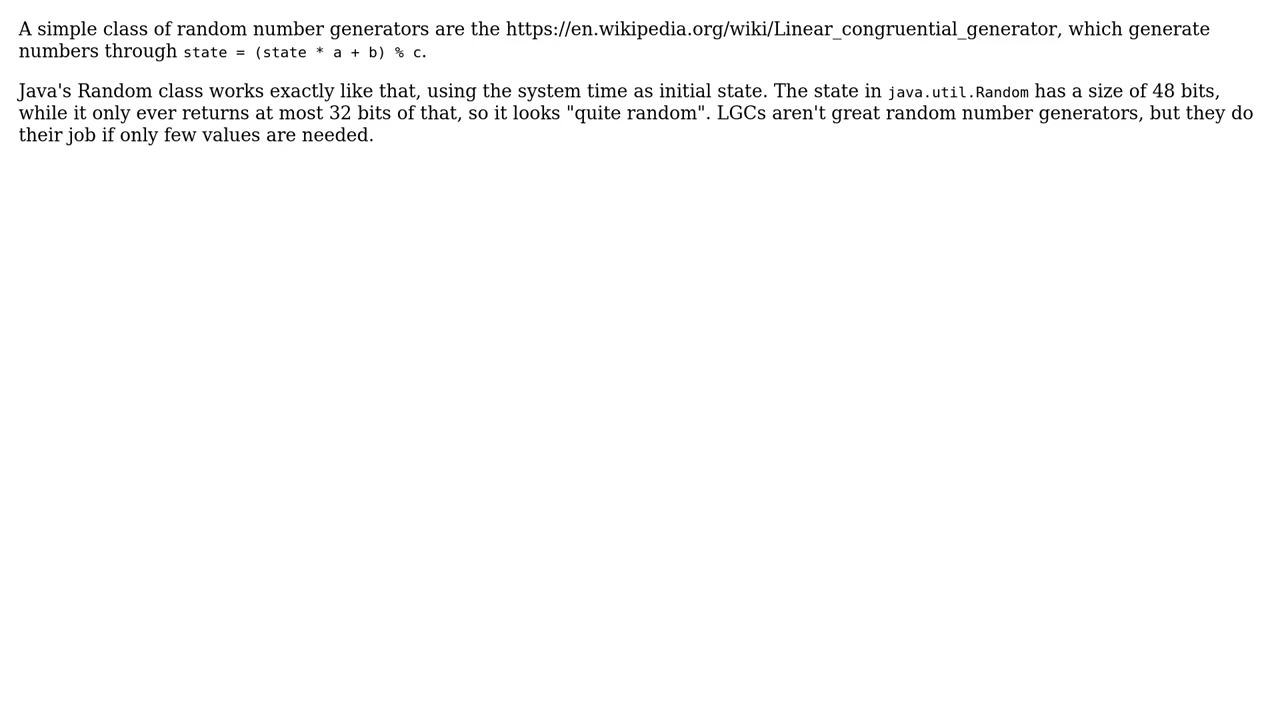 A simple class of random number generators are the https://en.wikipedia.org/wiki/Linear_congruential_generator, which generate
numbers through state = (state * a + b) % c.
Java's Random class works exactly like that, using the system time as initial state. The state in java.util.Random has a size of 48 bits,
while it only ever returns at most 32 bits of that, so it looks "quite random". LGCs aren't great random number generators, but they do
their job if only few values are needed.